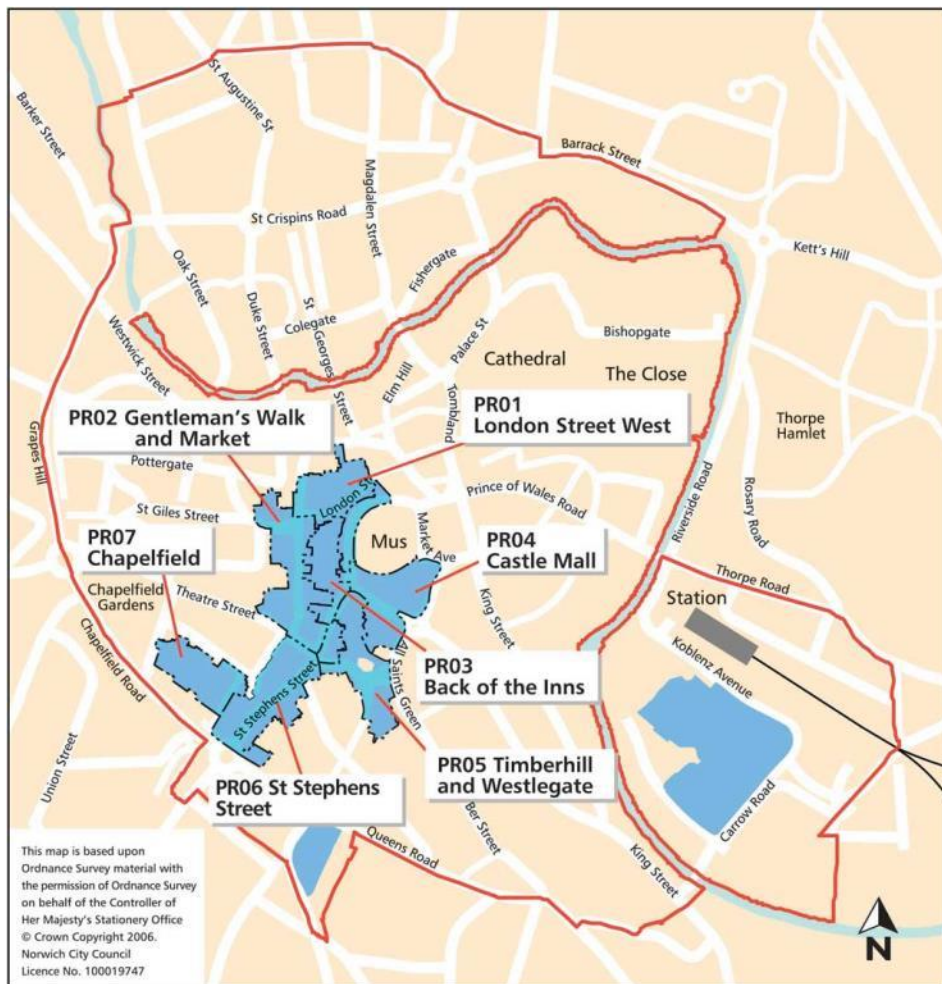 St Augustine St
Barker Street
Barrack Street
Magdalen Street
St Crispins Road
Kett's Hill
Fishergate
Oak Street
Duke Street
St Georges Street
Colegate
Westwick Street
Palace St
Bishopgate
Cathedral
The Close
Elm Hill
Tombland
PR02 Gentleman's Walk
and Market
PR01
London Street West
Thorpe
Hamlet
Grapes Hill
Pottergate
London St
Prince of Wales Road
Riverside Road
Rosary Road
St Giles Street
Mus
Market Ave
PR07
Chapelfield
PR04
Castle Mall
Chapelfield
Gardens
Theatre Street
King Street
Thorpe Road
Station
Chapelfield Road
All Saints Green
Koblenz Avenue
PR03
Back of the Inns
St Stephens Street
Union Street
PR06 St Stephens
Street
PR05 Timberhill
and Westlegate
Carrow Road
Queens Road
Ber Street
King Street
This map is based upon
Ordnance Survey material with
the permission of Ordnance Survey
on behalf of the Controller of
Her Majesty's Stationery Office
© Crown Copyright 2006.
Norwich City Council
Licence No. 100019747
N